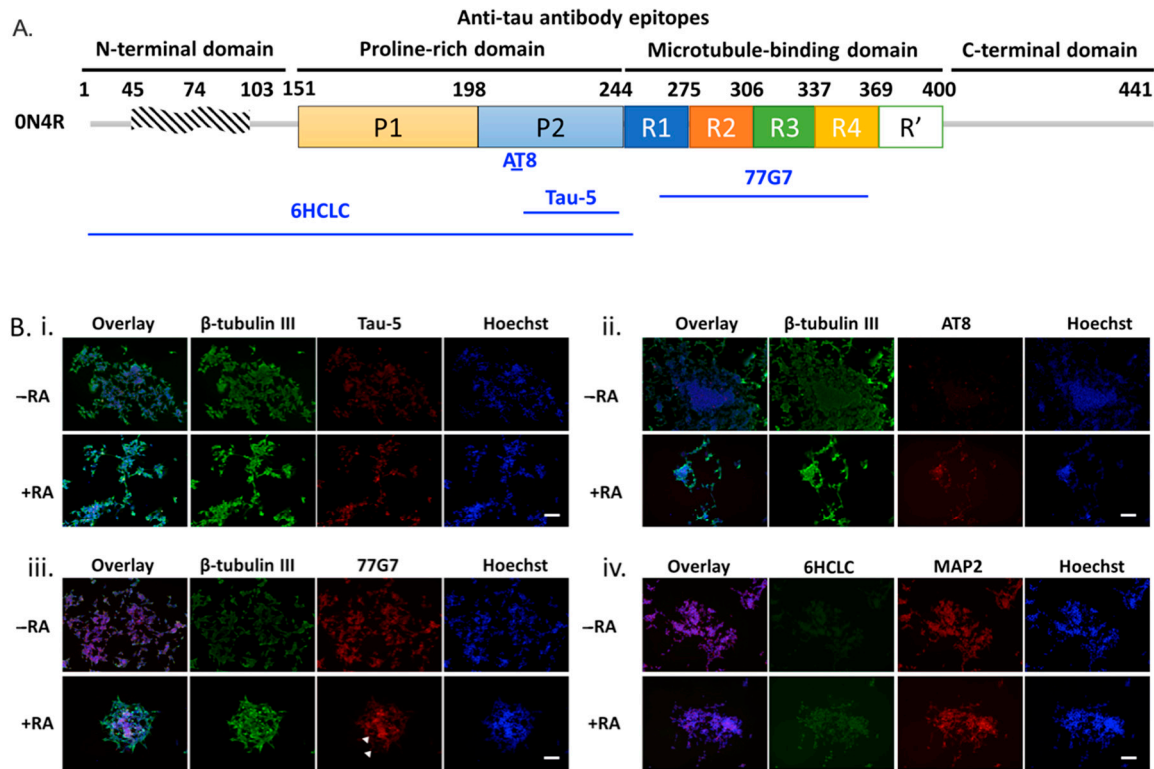 A.
Anti-tau antibody epitopes
N-terminal domain Proline-rich domain Microtubule-binding domain C-terminal domain
1 45 74 103 151 198 244 275 306 337 369 400 441
0N4R P1 P2 R1 R2 R3 R4 R'
AT8
77G7
Tau-5
6HCLC
B. i. Overlay β-tubulin III Tau-5 Hoechst
–RA
+RA
ii. Overlay β-tubulin III AT8 Hoechst
–RA
+RA
iii. Overlay β-tubulin III 77G7 Hoechst
–RA
+RA
iv. Overlay 6HCLC MAP2 Hoechst
–RA
+RA